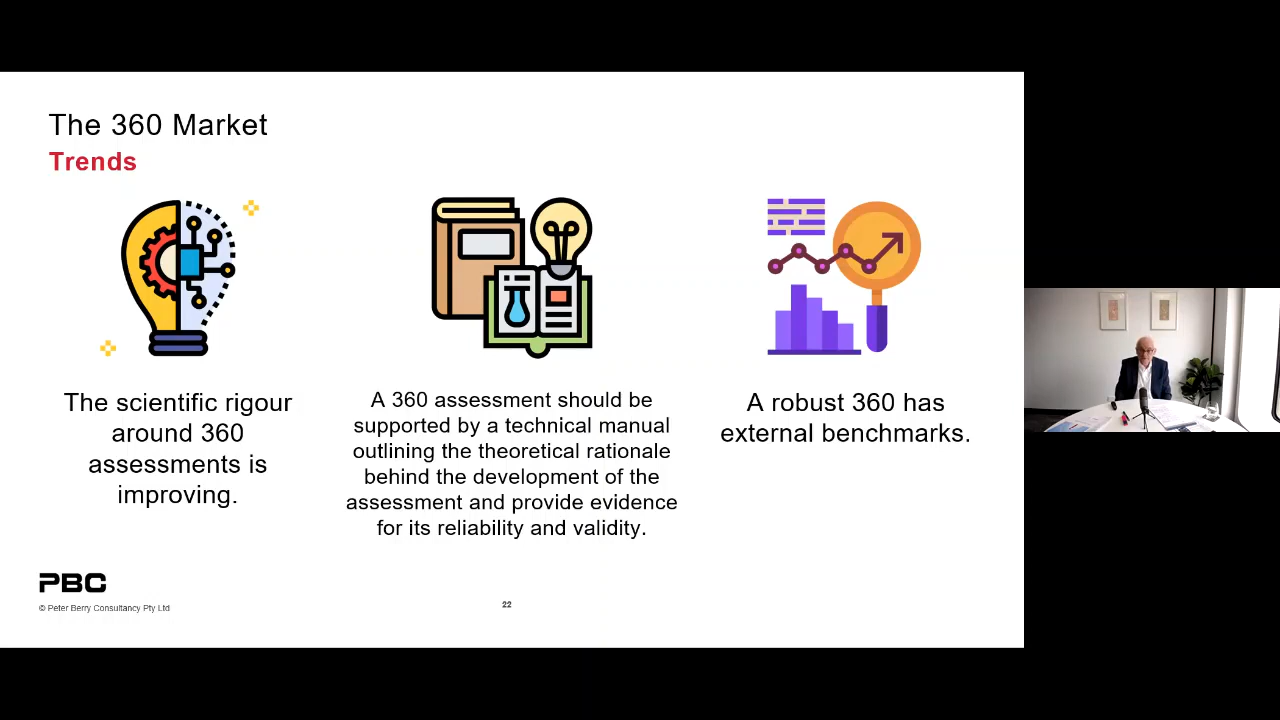 The 360 Market
Trends
The scientific rigour
around 360
assessments is
improving.
A 360 assessment should be
supported by a technical manual
outlining the theoretical rationale
behind the development of the
assessment and provide evidence
for its reliability and validity.
A robust 360 has
external benchmarks.
PBC
© Peter Berry Consultancy Pty Ltd
22